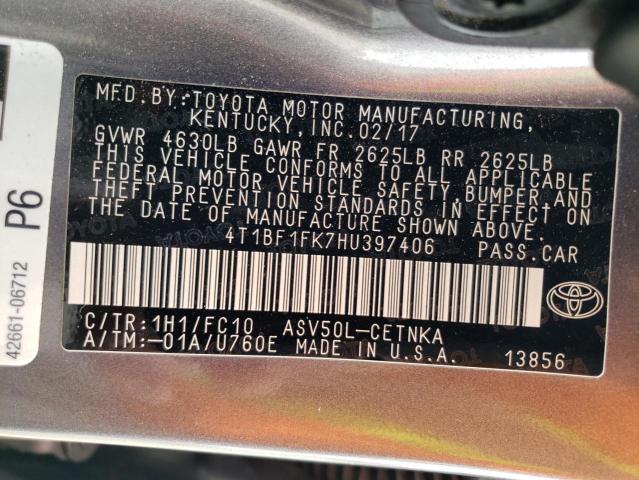 MFD. BY:TOYOTA MOTOR MANUFACTURING,
KENTUCKY, INC. 02/17
GVWR 4630LB GAWR FR 2625LB RR 2625LB
THIS VEHICLE CONFORMS TO ALL APPLICABLE
FEDERAL MOTOR VEHICLE SAFETY, BUMPER, AND
THEFT PREVENTION STANDARDS IN EFFECT ON
THE DATE OF MANUFACTURE SHOWN ABOVE.
4T1BF1FK7HU397406 PASS.CAR
C/TR:1H1/FC10 ASV50L-CETNKA
A/TM:-01A/U760E MADE IN U.S.A. 13856
P6
42661-06712